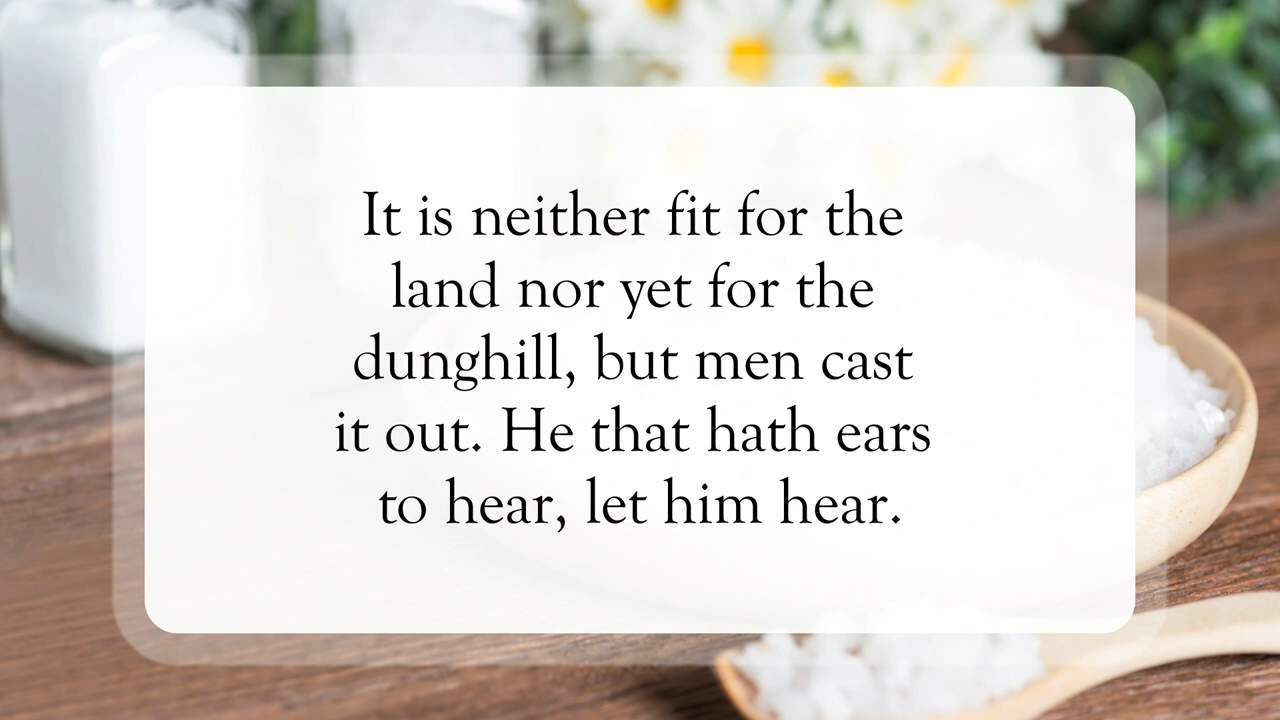 It is neither fit for the
land nor yet for the
dunghill, but men cast
it out. He that hath ears
to hear, let him hear.